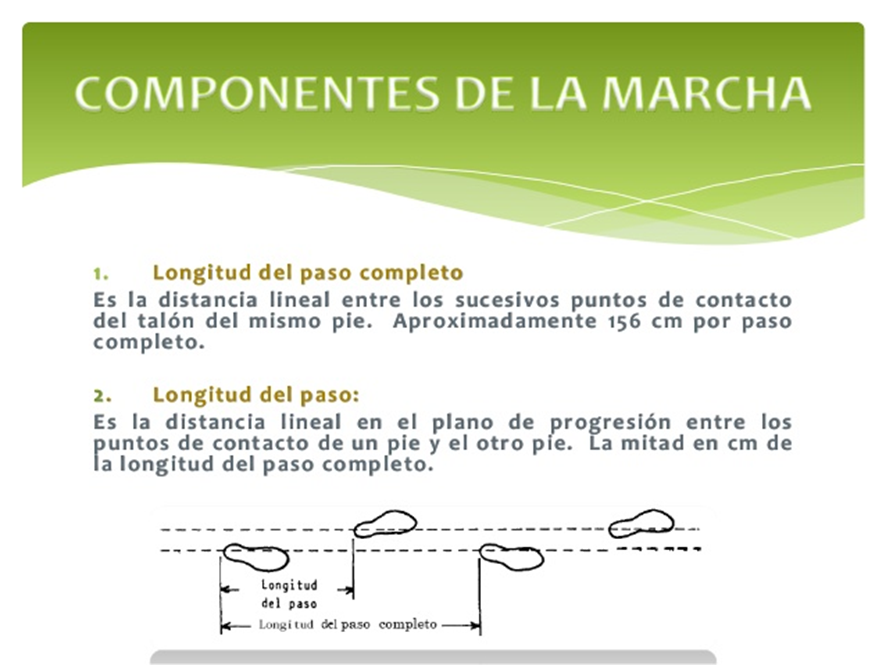 COMPONENTES DE LA MARCHA
1. Longitud del paso completo
Es la distancia lineal entre los sucesivos puntos de contacto
del talón del mismo pie. Aproximadamente 156 cm por paso
completo.
2. Longitud del paso:
Es la distancia lineal en el plano de progresión entre los
puntos de contacto de un pie y el otro pie. La mitad en cm de
la longitud del paso completo.
Longitud
del paso
Longitud del paso completo